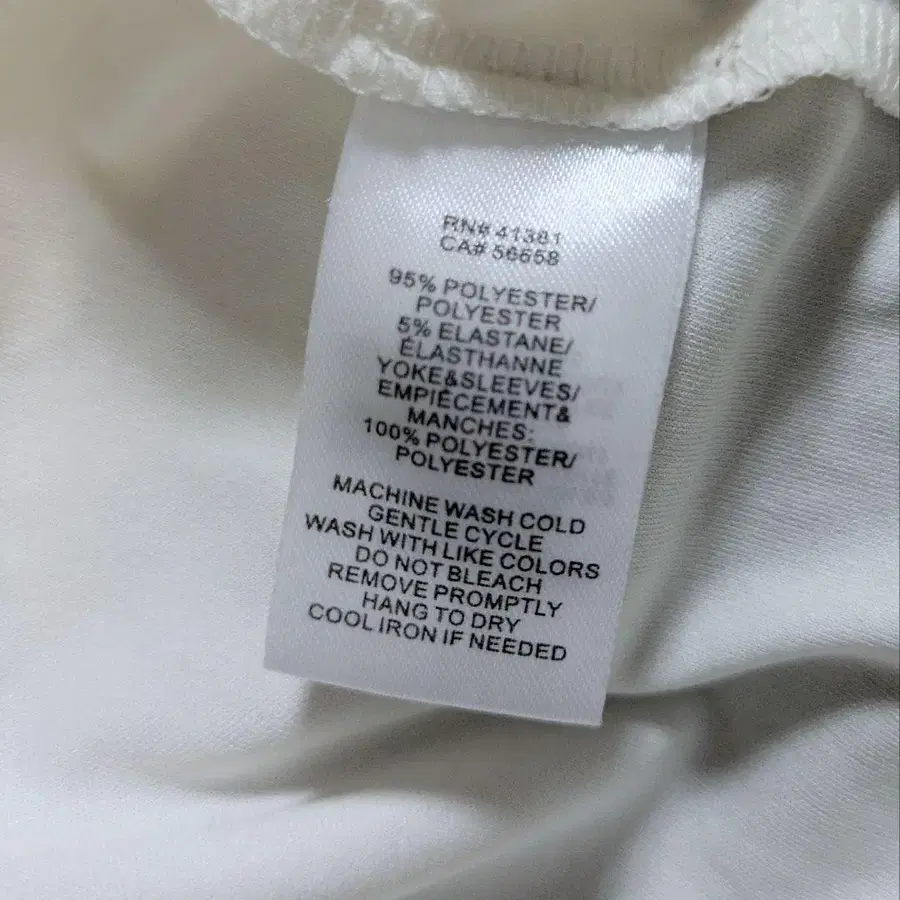 RN# 41381
CA# 56658
95% POLYESTER/
POLYESTER
5% ELASTANE/
ÉLASTHANNE
YOKE&SLEEVES/
EMPIÈCEMENT&
MANCHES:
100% POLYESTER/
POLYESTER
MACHINE WASH COLD
GENTLE CYCLE
WASH WITH LIKE COLORS
DO NOT BLEACH
REMOVE PROMPTLY
HANG TO DRY
COOL IRON IF NEEDED